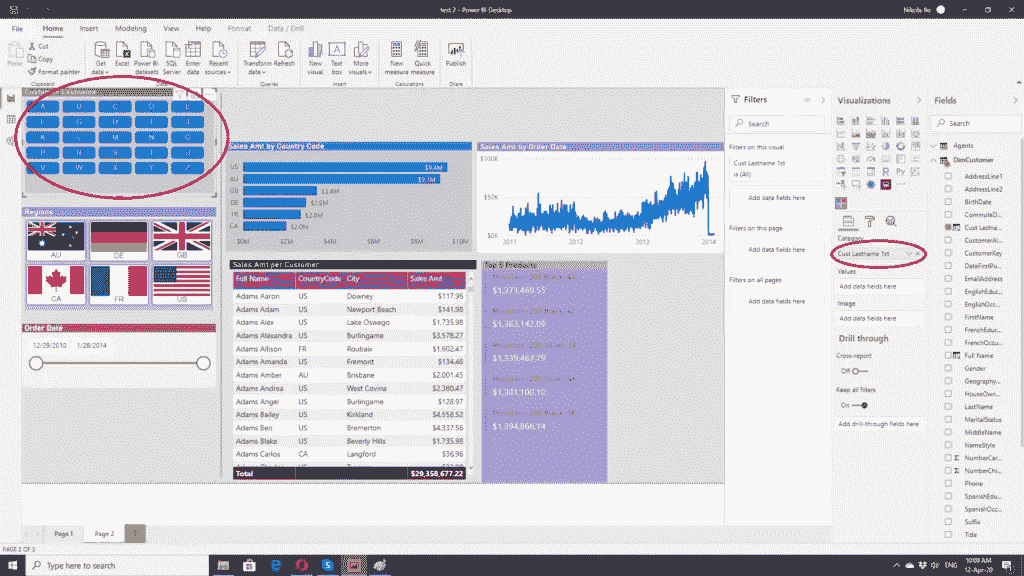 test 2 - Power BI Desktop
Nikola Ilic
File Home Insert Modeling View Help Format Data / Drill
Cut
Copy
Format painter
Paste
Clipboard
Get data
Excel
Power BI datasets
SQL Server
Enter data
Recent sources
Transform data
Refresh
New visual
Text box
More visuals
New measure
Quick measure
Publish
Queries
Insert
Calculations
Share
Customer Lastname
K L M N O
V W X Y Z
Regions
AU DE GB
CA FR US
Order Date
12/29/2010 1/28/2014
Sales Amt by Country Code
US $9.4M
AU $9.1M
GB $3.4M
DE $2.9M
FR $2.6M
CA $2.0M
$0M $2M $4M $6M $8M $10M
Sales Amt by Order Date
$100K
$50K
$0K
2011 2012 2013 2014
Sales Amt per Customer
Full Name CountryCode City Sales Amt
Adams Aaron US Downey $117.96
Adams Adam US Newport Beach $141.98
Adams Alex US Lake Oswego $1,735.98
Adams Alexandra US Burlingame $3,578.27
Adams Allison FR Roubaix $1,602.47
Adams Amanda US Fremont $134.46
Adams Amber AU Brisbane $2,001.45
Adams Andrea US West Covina $2,380.47
Adams Angel US Burlingame $128.97
Adams Bailey US Kirkland $4,558.52
Adams Ben US Bremerton $4,337.56
Adams Blake US Beverly Hills $1,735.98
Adams Carlos CA Langford $36.96
Total $29,358,677.22
Top 5 Products
$1,373,469.55
$1,363,142.09
$1,339,462.79
$1,301,100.10
$1,294,866.14
Filters
Search
Filters on this visual
Cust Lastname 1st
is (All)
Add data fields here
Filters on this page
Add data fields here
Filters on all pages
Add data fields here
Visualizations
Category
Cust Lastname 1st
Values
Add data fields here
Image
Add data fields here
Drill through
Cross-report
Off
Keep all filters
On
Add drill-through fields here
Fields
Search
Agents
DimCustomer
AddressLine1
AddressLine2
BirthDate
CommuteD...
Cust Lastna...
CustomerAl...
CustomerKey
DateFirstPu...
EmailAddress
EnglishEduc...
EnglishOcc...
FirstName
FrenchEduc...
FrenchOccu...
Full Name
Gender
Geography...
HouseOwn...
LastName
MaritalStatus
MiddleName
NameStyle
NumberCar...
NumberChi...
Phone
SpanishEdu...
SpanishOcc...
Suffix
Title
Page 1 Page 2
PAGE 2 OF 2
Type here to search
ENG
10:08 AM
12-Apr-20